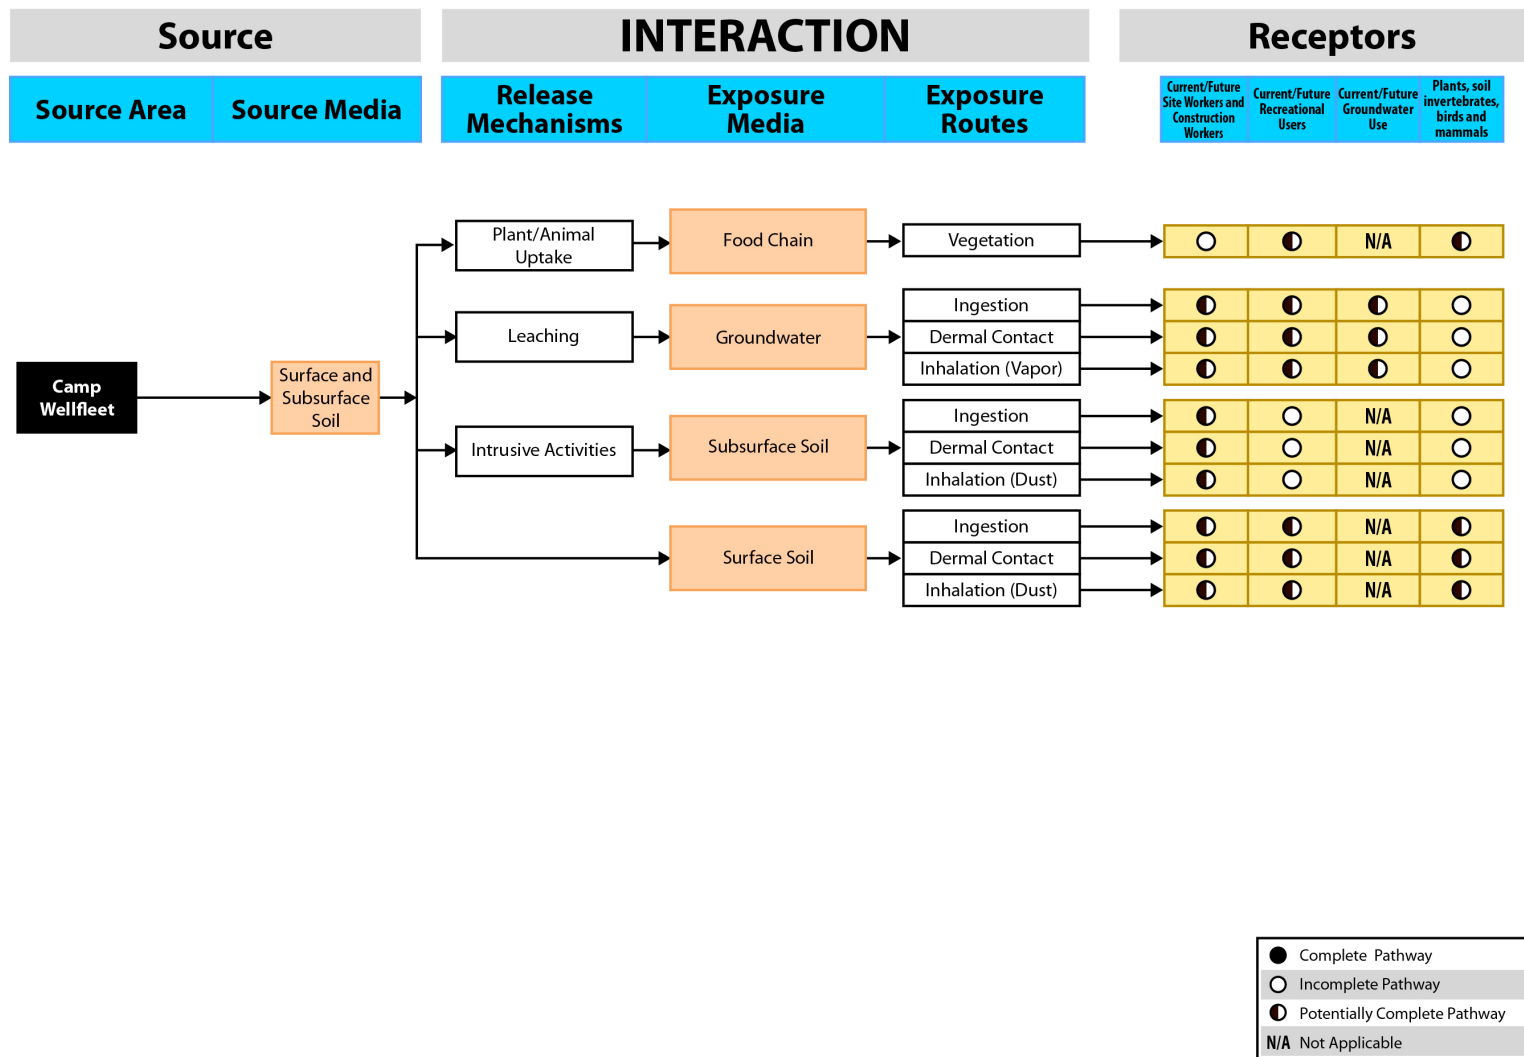 Source
INTERACTION
Receptors
Source Area
Source Media
Release
Mechanisms
Exposure
Media
Exposure
Routes
Current/Future
Site Workers and
Construction
Workers
Current/Future
Recreational
Users
Current/Future
Groundwater
Use
Plants, soil
invertebrates,
birds and
mammals
Camp
Wellfleet
Surface and
Subsurface
Soil
Plant/Animal
Uptake
Food Chain
Vegetation
N/A
Leaching
Groundwater
Ingestion
Dermal Contact
Inhalation (Vapor)
Intrusive Activities
Subsurface Soil
Ingestion
N/A
Dermal Contact
N/A
Inhalation (Dust)
N/A
Surface Soil
Ingestion
N/A
Dermal Contact
N/A
Inhalation (Dust)
N/A
Complete Pathway
Incomplete Pathway
Potentially Complete Pathway
N/A Not Applicable